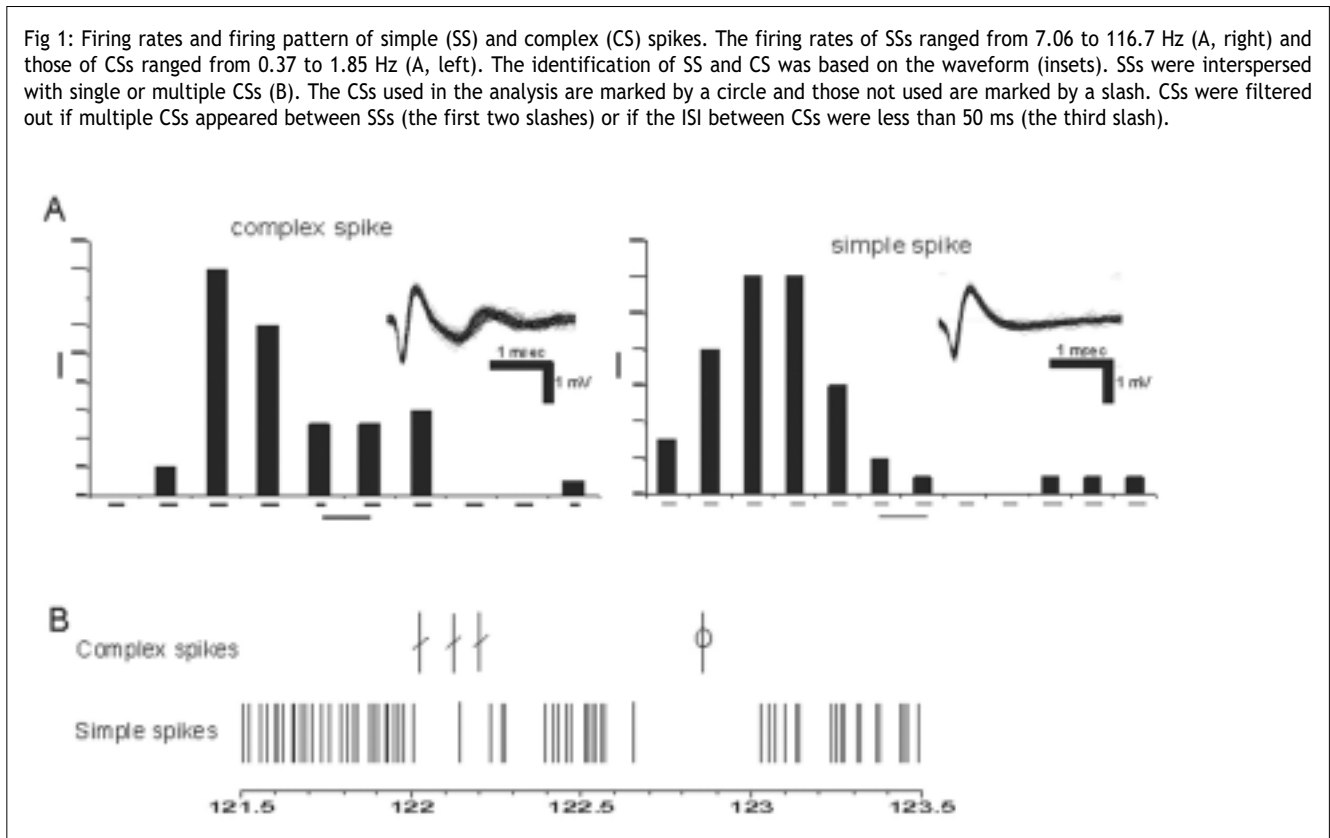 Fig 1: Firing rates and firing pattern of simple (SS) and complex (CS) spikes. The firing rates of SSs ranged from 7.06 to 116.7 Hz (A, right) and
those of CSs ranged from 0.37 to 1.85 Hz (A, left). The identification of SS and CS was based on the waveform (insets). SSs were interspersed
with single or multiple CSs (B). The CSs used in the analysis are marked by a circle and those not used are marked by a slash. CSs were filtered
out if multiple CSs appeared between SSs (the first two slashes) or if the ISI between CSs were less than 50 ms (the third slash).
A
complex spike
simple spike
1 msec
1 mV
1 msec
1 mV
B
Complex spikes
Simple spikes
121.5 122 122.5 123 123.5